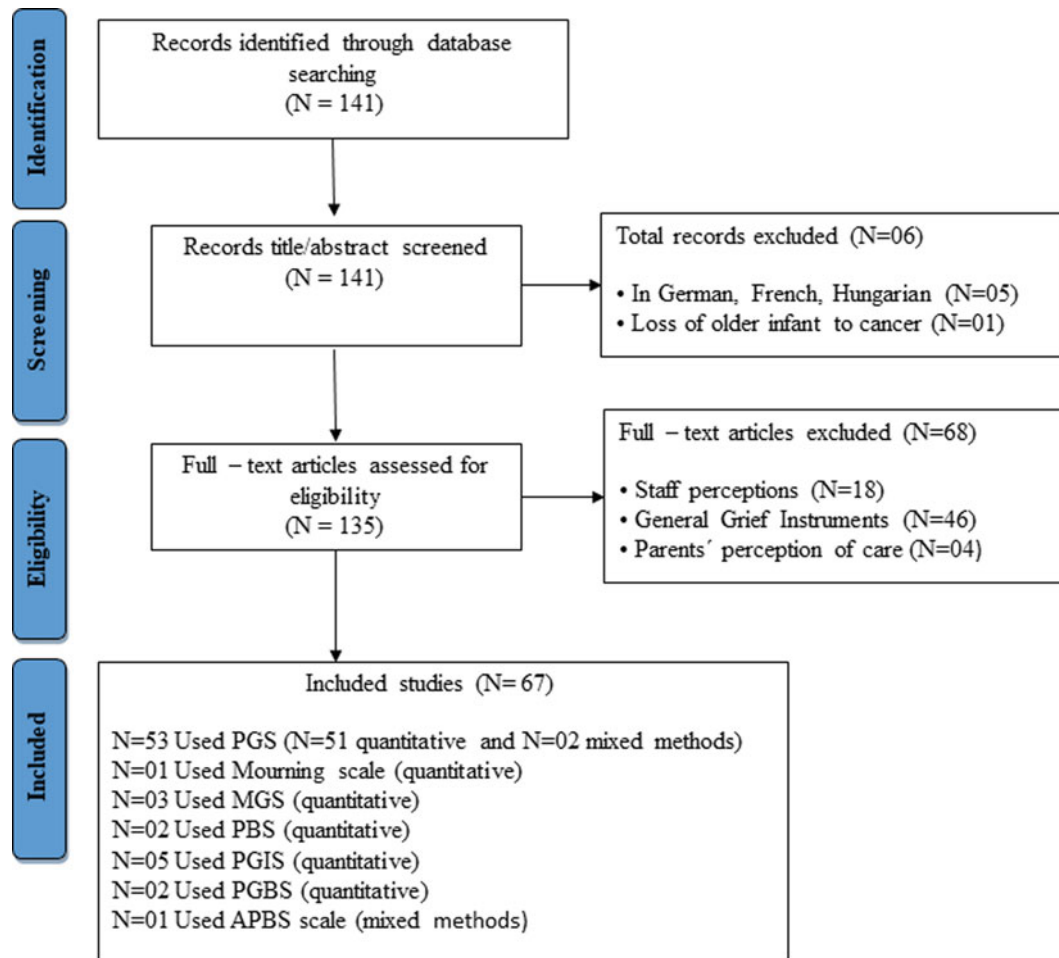 Identification
Records identified through database
searching
(N = 141)
Screening
Records title/abstract screened
(N = 141)
Total records excluded (N=06)
• In German, French, Hungarian (N=05)
• Loss of older infant to cancer (N=01)
Eligibility
Full – text articles assessed for
eligibility
(N = 135)
Full – text articles excluded (N=68)
• Staff perceptions (N=18)
• General Grief Instruments (N=46)
• Parents´ perception of care (N=04)
Included
Included studies (N= 67)
N=53 Used PGS (N=51 quantitative and N=02 mixed methods)
N=01 Used Mourning scale (quantitative)
N=03 Used MGS (quantitative)
N=02 Used PBS (quantitative)
N=05 Used PGIS (quantitative)
N=02 Used PGBS (quantitative)
N=01 Used APBS scale (mixed methods)